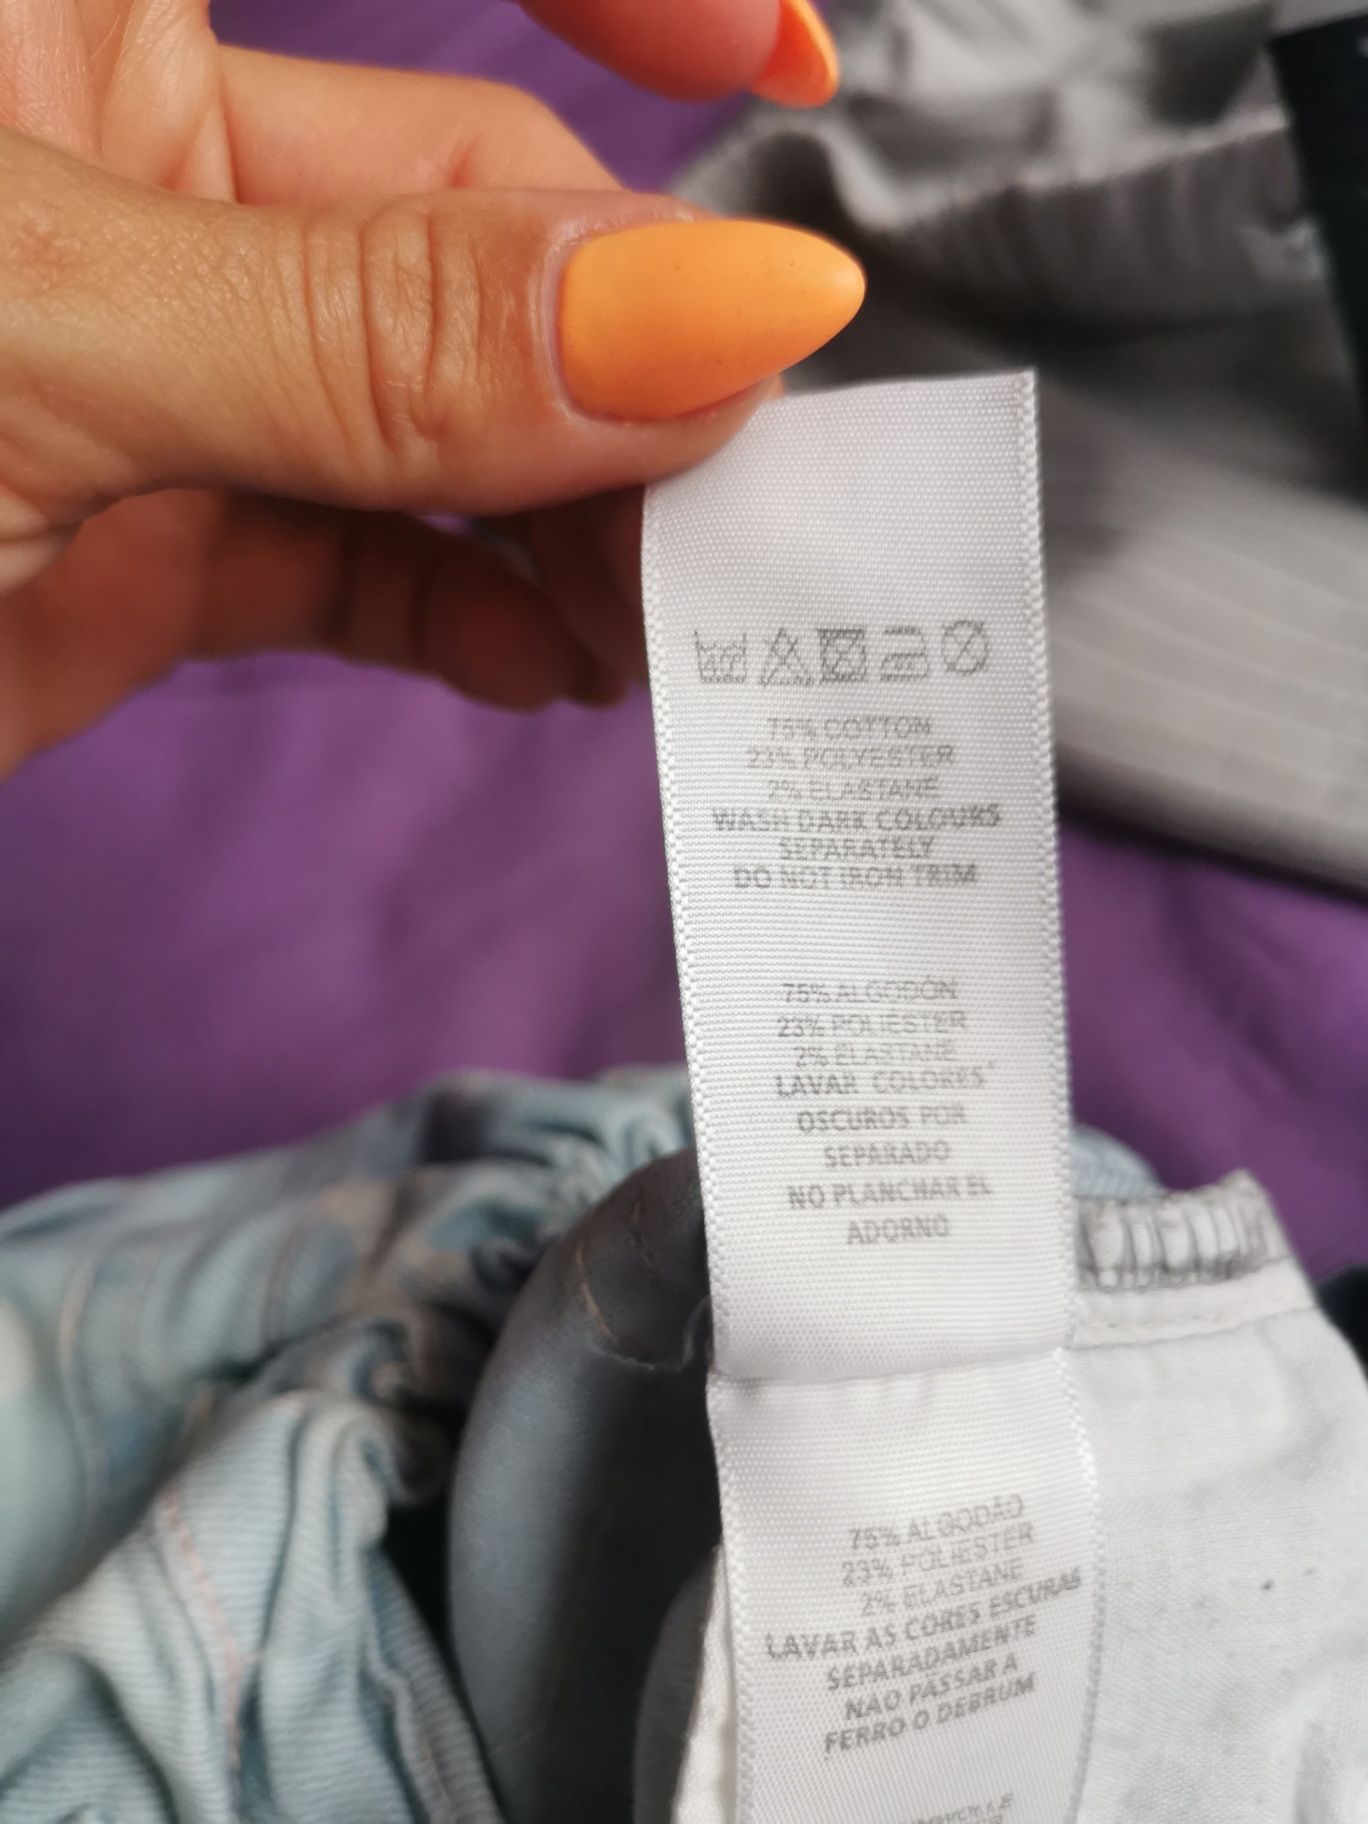 75% COTTON
23% POLYESTER
2% ELASTANE
WASH DARK COLOURS
SEPARATELY
DO NOT IRON TRIM
75% ALGODÓN
23% POLIÉSTER
2% ELASTANE
LAVAR COLORES
OSCUROS POR
SEPARADO
NO PLANCHAR EL
ADORNO
75% ALGODÃO
23% POLIÉSTER
2% ELASTANE
LAVAR AS CORES ESCURAS
SEPARADAMENTE
NÃO PASSAR A
FERRO O DEBRUM